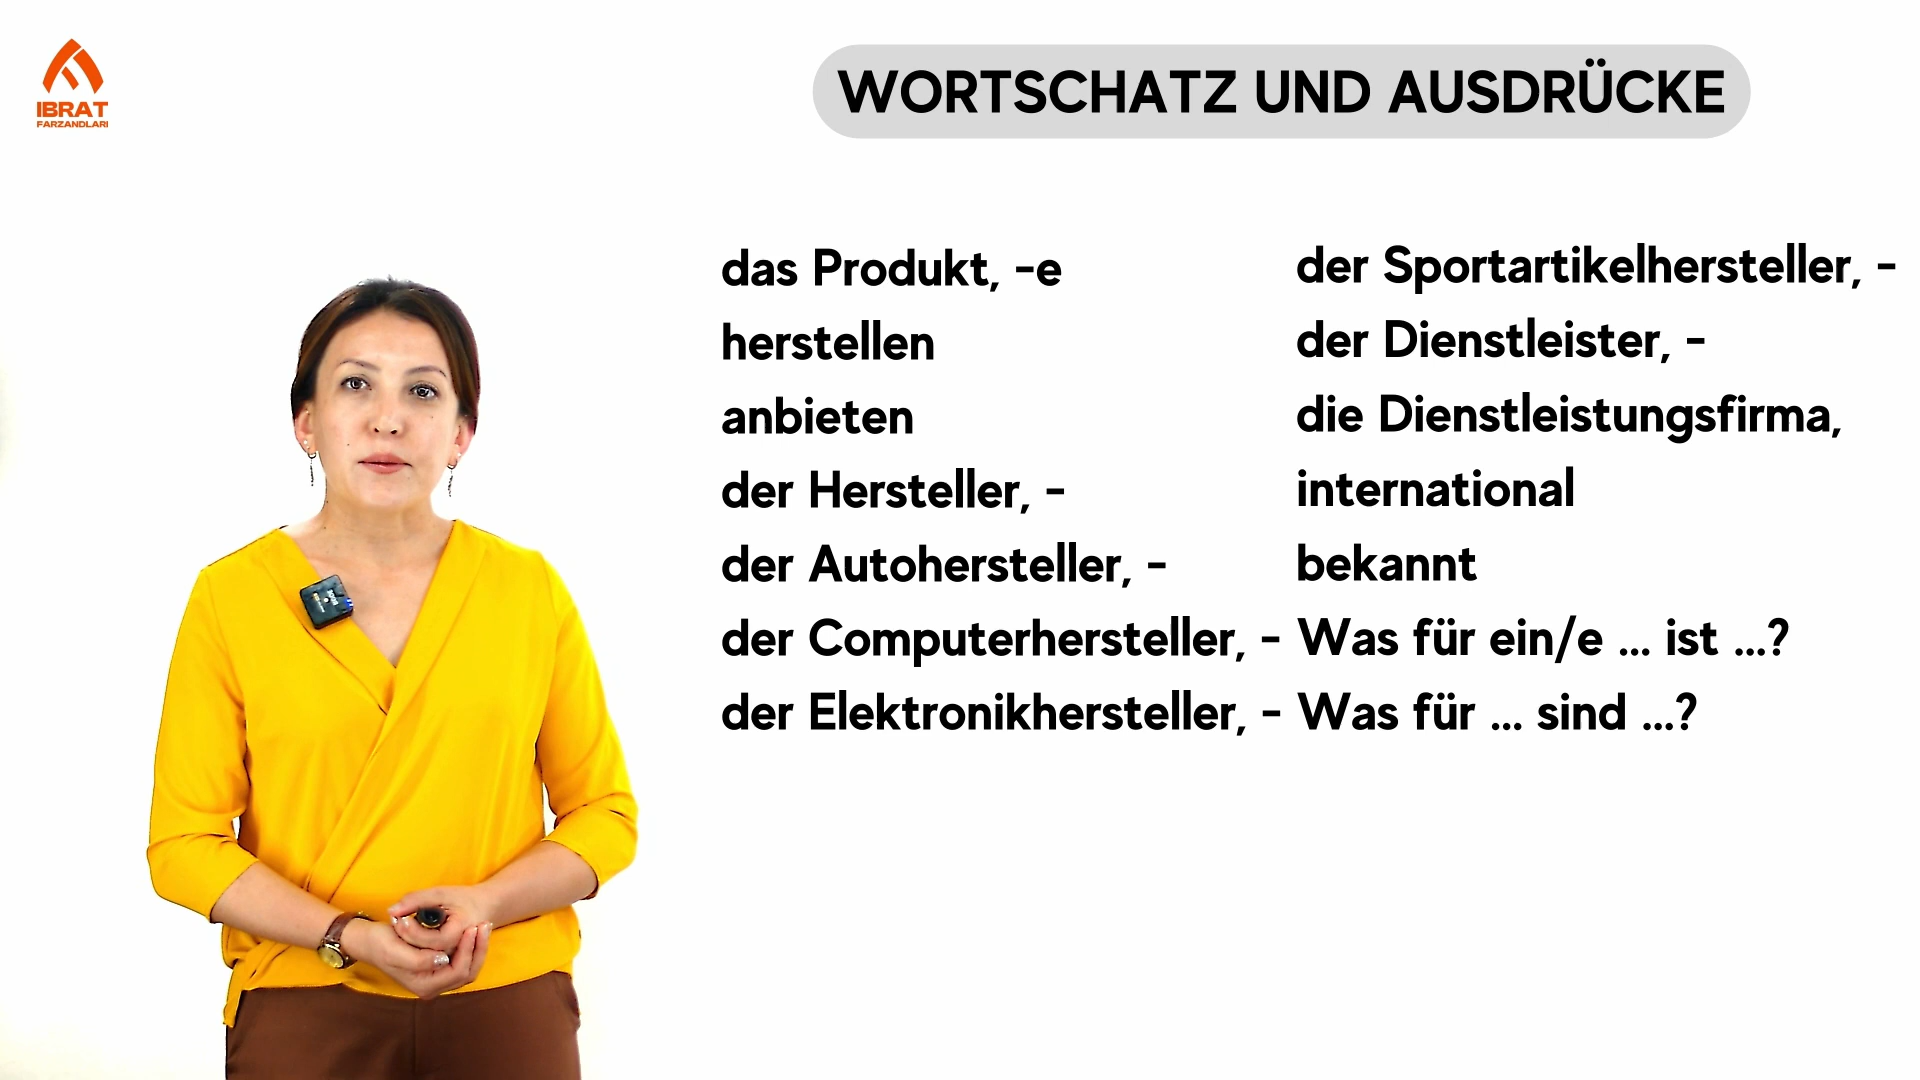 IBRAT
FARZANDLARI
WORTSCHATZ UND AUSDRÜCKE
das Produkt, -e
herstellen
anbieten
der Hersteller, -
der Autohersteller, -
der Computerhersteller, -
der Elektronikhersteller, -
der Sportartikelhersteller, -
der Dienstleister, -
die Dienstleistungsfirma,
international
bekannt
Was für ein/e ... ist ...?
Was für ... sind ...?